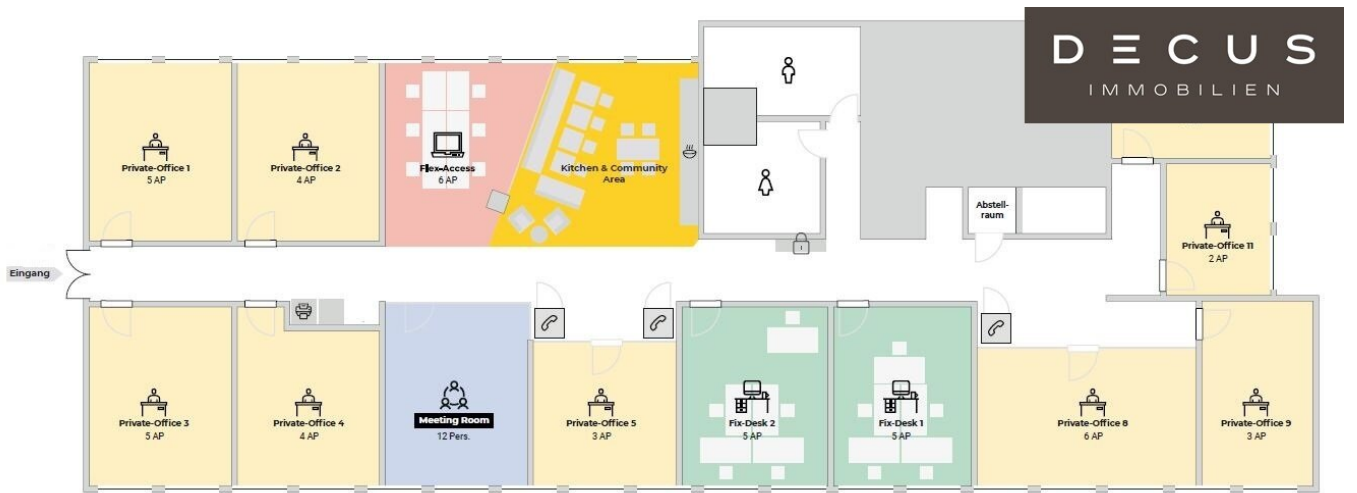 DECUS
IMMOBILIEN
Private-Office 1
5 AP
Private-Office 2
4 AP
Flex-Access
6 AP
Kitchen & Community
Area
Abstell-
raum
Private-Office 11
2 AP
Eingang
Private-Office 3
5 AP
Private-Office 4
4 AP
Meeting Room
12 Pers.
Private-Office 5
3 AP
Fix-Desk 2
5 AP
Fix-Desk 1
5 AP
Private-Office 8
6 AP
Private-Office 9
3 AP